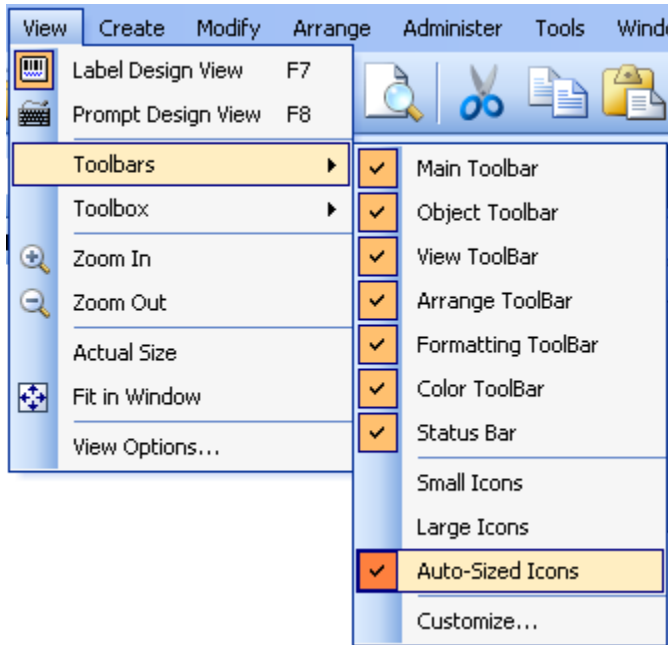 View Create Modify Arrange Administer Tools
Label Design View F7
Prompt Design View F8
Toolbars
Toolbox
Zoom In
Zoom Out
Actual Size
Fit in Window
View Options...
Main Toolbar
Object Toolbar
View ToolBar
Arrange ToolBar
Formatting ToolBar
Color ToolBar
Status Bar
Small Icons
Large Icons
Auto-Sized Icons
Customize...